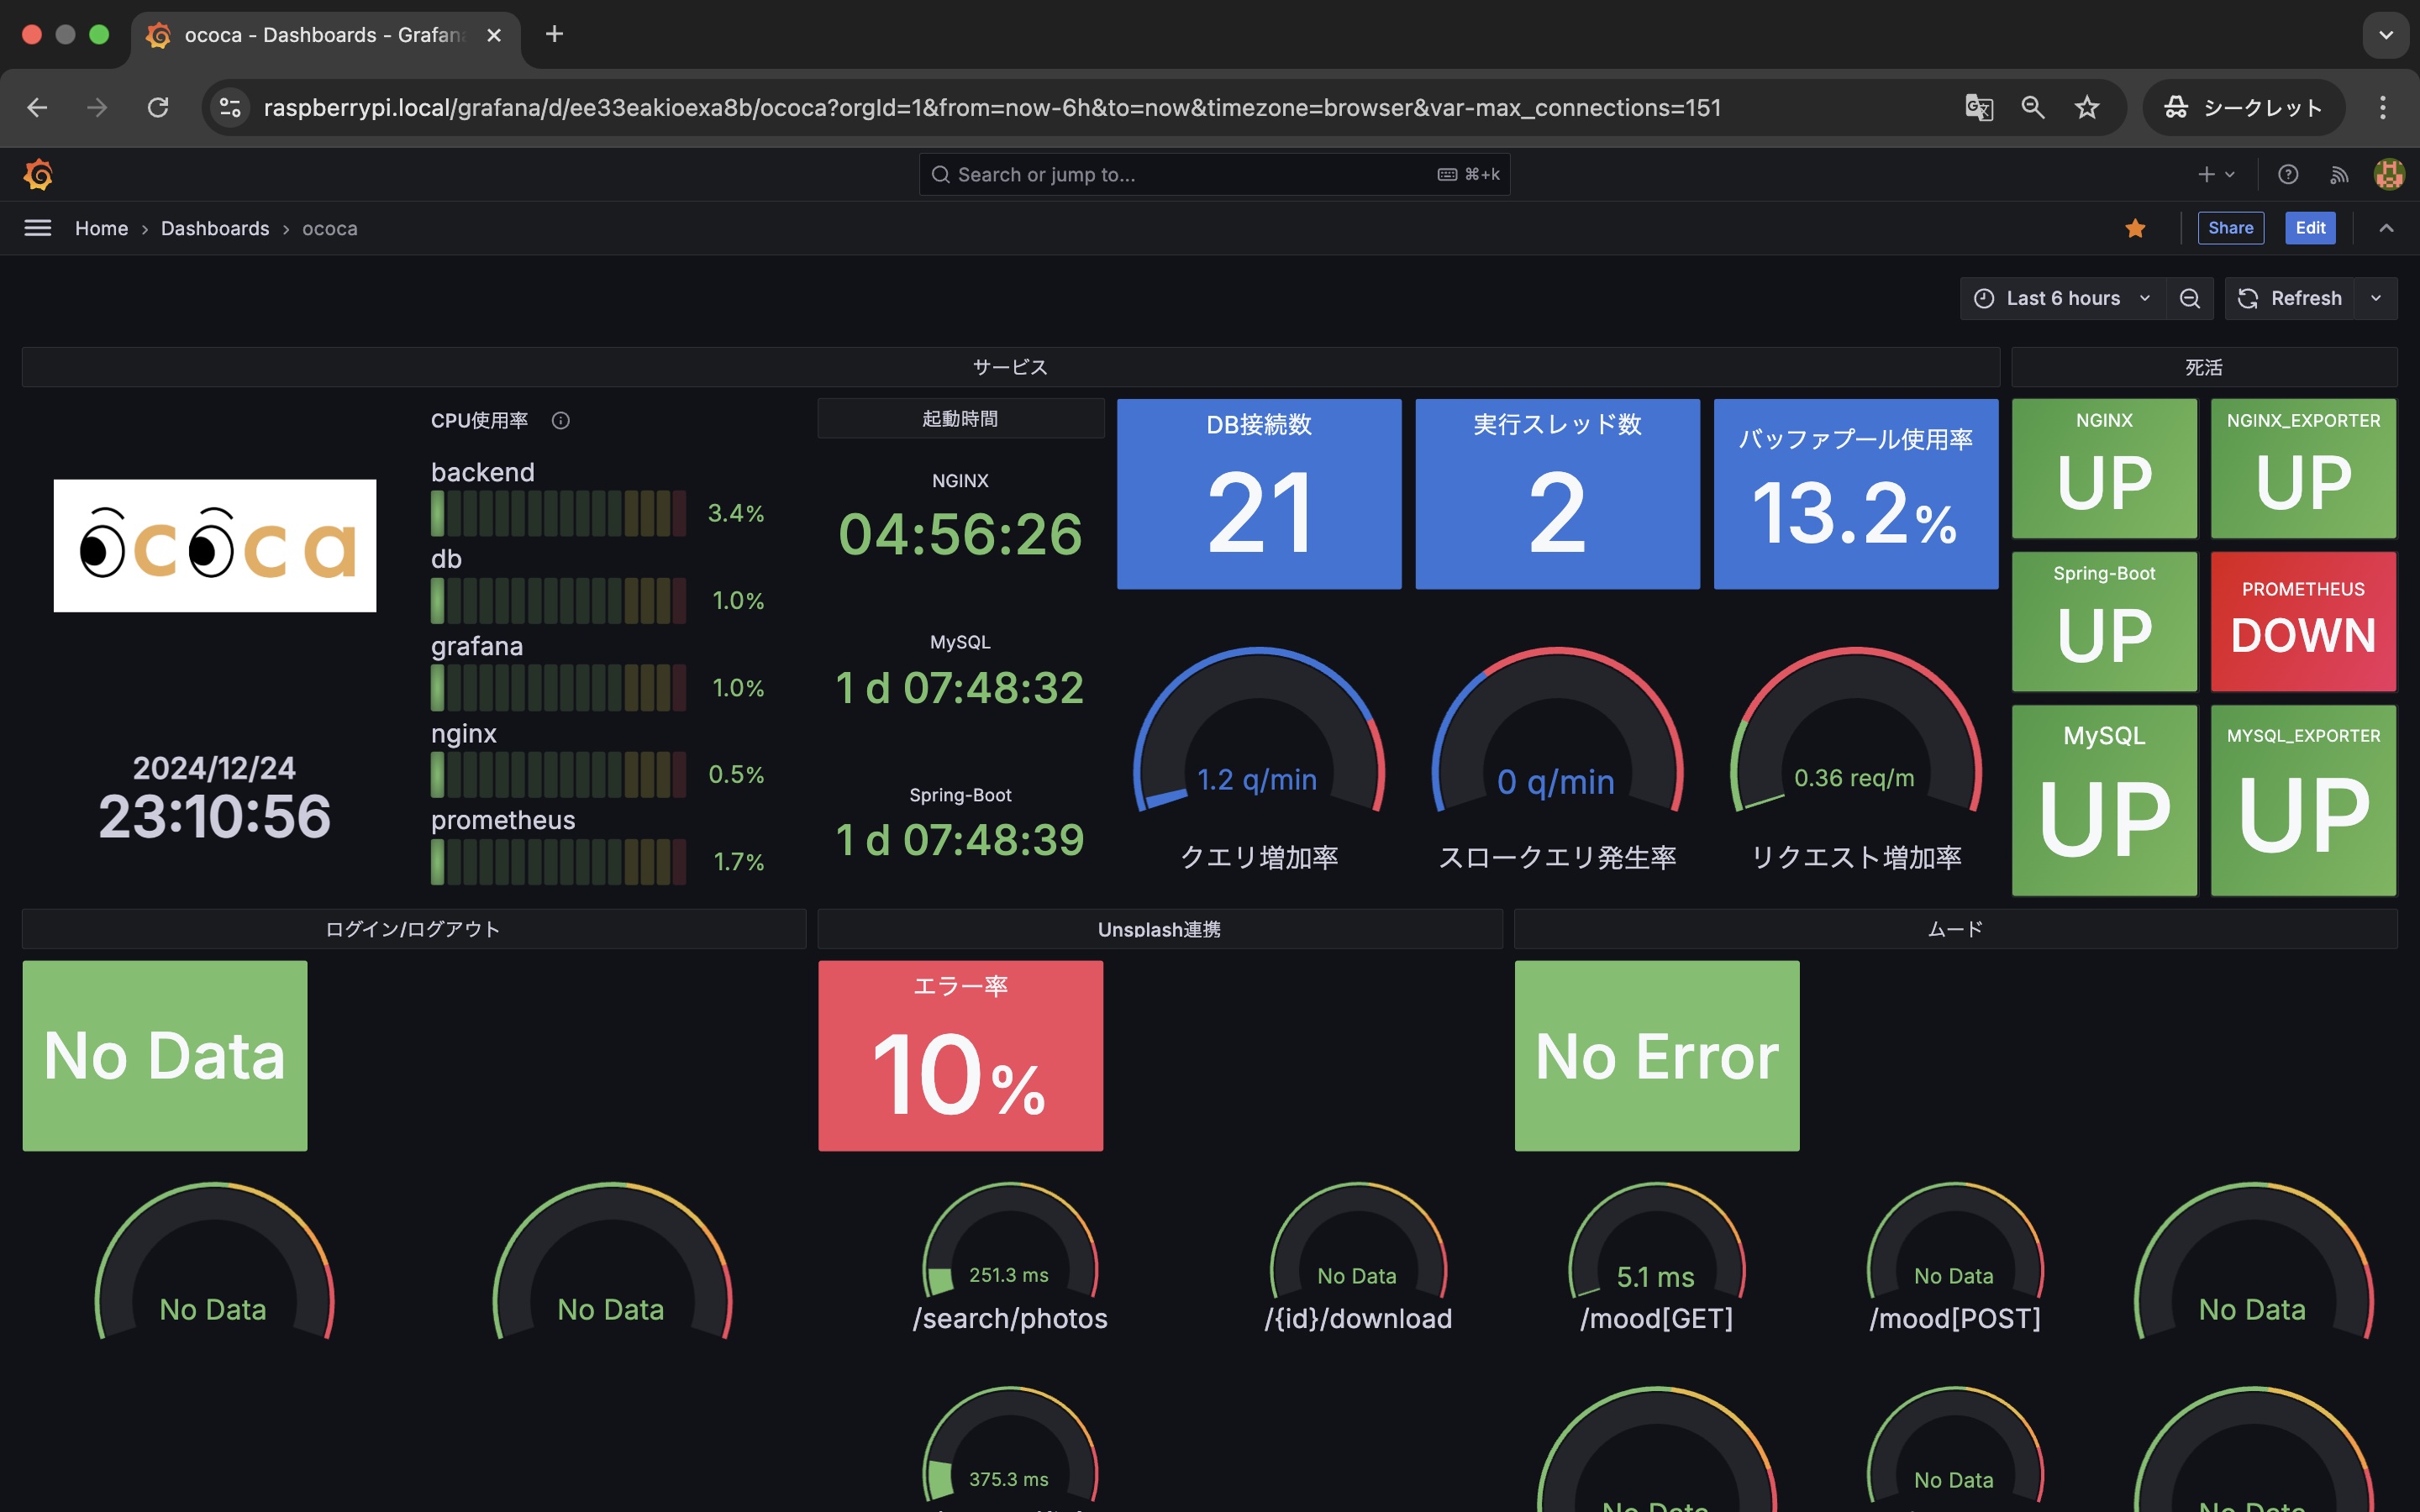 ococa - Dashboards - Grafan
raspberrypi.local/grafana/d/ee33eakioexa8b/ococa?orgId=1&from=now-6h&to=now&timezone=browser&var-max_connections=151
シークレット
Search or jump to...
⌘+k
Home › Dashboards › ococa
Share
Edit
Last 6 hours
Refresh
サービス
死活
ococa
2024/12/24
23:10:56
CPU使用率
backend
3.4%
db
1.0%
grafana
1.0%
nginx
0.5%
prometheus
1.7%
起動時間
NGINX
04:56:26
MySQL
1 d 07:48:32
Spring-Boot
1 d 07:48:39
DB接続数
21
実行スレッド数
2
バッファプール使用率
13.2%
1.2 q/min
クエリ増加率
0 q/min
スロークエリ発生率
0.36 req/m
リクエスト増加率
NGINX
UP
NGINX_EXPORTER
UP
Spring-Boot
UP
PROMETHEUS
DOWN
MySQL
UP
MYSQL_EXPORTER
UP
ログイン/ログアウト
No Data
No Data
No Data
Unsplash連携
エラー率
10%
251.3 ms
/search/photos
No Data
/{id}/download
375.3 ms
ムード
No Error
5.1 ms
/mood[GET]
No Data
/mood[POST]
No Data
No Data
No Data
No Data